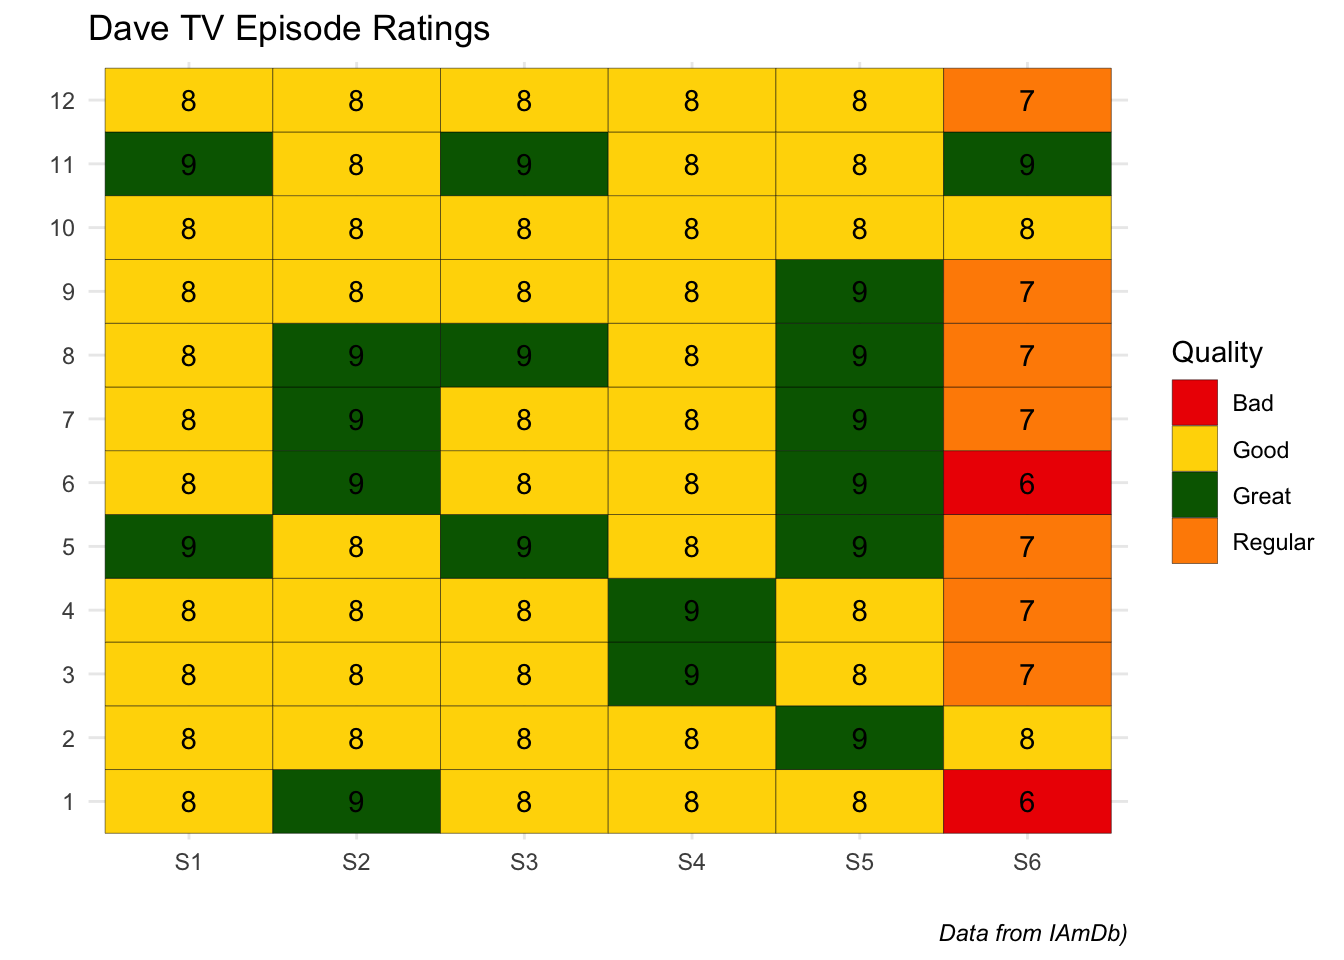 Dave TV Episode Ratings
12 8 8 8 8 8 7
11 9 8 9 8 8 9
10 8 8 8 8 8 8
9 8 8 8 8 9 7
8 8 9 9 8 9 7
7 8 9 8 8 9 7
6 8 9 8 8 9 6
5 9 8 9 8 9 7
4 8 8 8 9 8 7
3 8 8 8 9 8 7
2 8 8 8 8 9 8
1 8 9 8 8 8 6
S1 S2 S3 S4 S5 S6
Quality
Bad
Good
Great
Regular
Data from IAmDb)